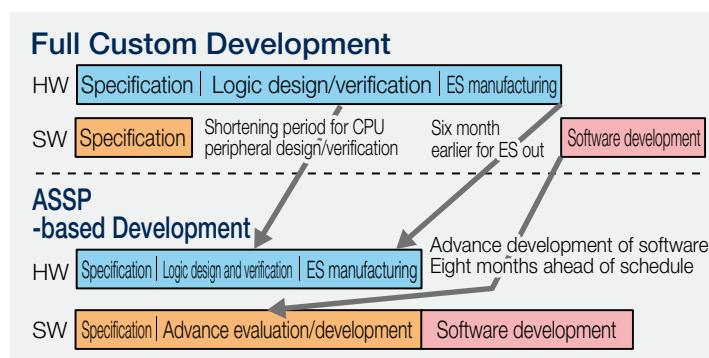 Full Custom Development
HW Specification Logic design/verification ES manufacturing
SW Specification Shortening period for CPU
peripheral design/verification
Six month
earlier for ES out
Software development
ASSP
-based Development
Advance development of software
Eight months ahead of schedule
HW Specification Logic design and verification ES manufacturing
SW Specification Advance evaluation/development Software development